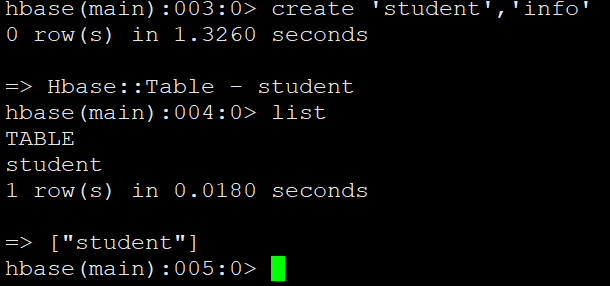 hbase(main):003:0> create 'student','info'
0 row(s) in 1.3260 seconds
=> Hbase::Table - student
hbase(main):004:0> list
TABLE
student
1 row(s) in 0.0180 seconds
=> ["student"]
hbase(main):005:0>